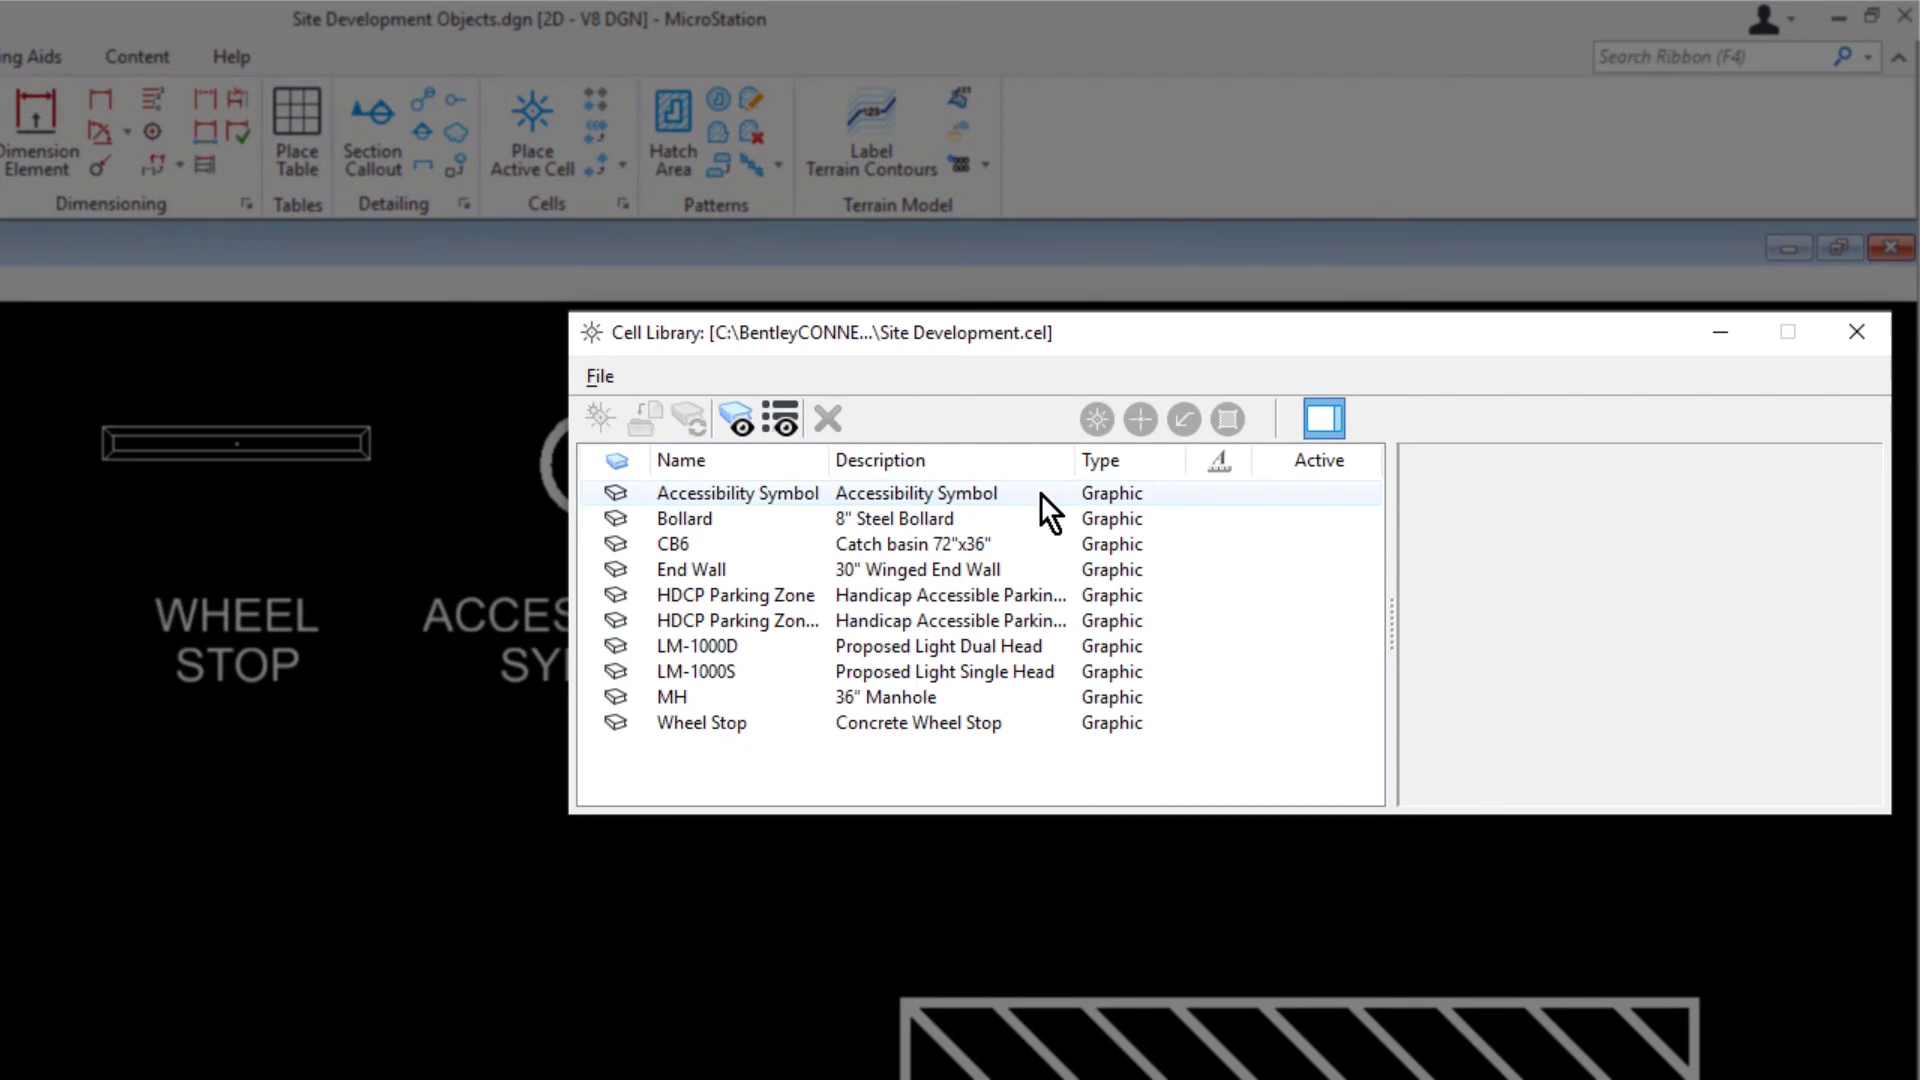 Site Development Objects.dgn [2D - V8 DGN] - MicroStation
ng Aids
Content
Help
Search Ribbon (F4)
Dimension
Element
Place
Table
Section
Callout
Place
Active Cell
Hatch
Area
Label
Terrain Contours
Dimensioning
Tables
Detailing
Cells
Patterns
Terrain Model
Cell Library: [C:\BentleyCONNE...\Site Development.cel]
File
Name Description Type Active
Accessibility Symbol Accessibility Symbol Graphic
Bollard 8" Steel Bollard Graphic
CB6 Catch basin 72"x36" Graphic
End Wall 30" Winged End Wall Graphic
HDCP Parking Zone Handicap Accessible Parkin... Graphic
HDCP Parking Zon... Handicap Accessible Parkin... Graphic
LM-1000D Proposed Light Dual Head Graphic
LM-1000S Proposed Light Single Head Graphic
MH 36" Manhole Graphic
Wheel Stop Concrete Wheel Stop Graphic
WHEEL
STOP
ACCES
SY